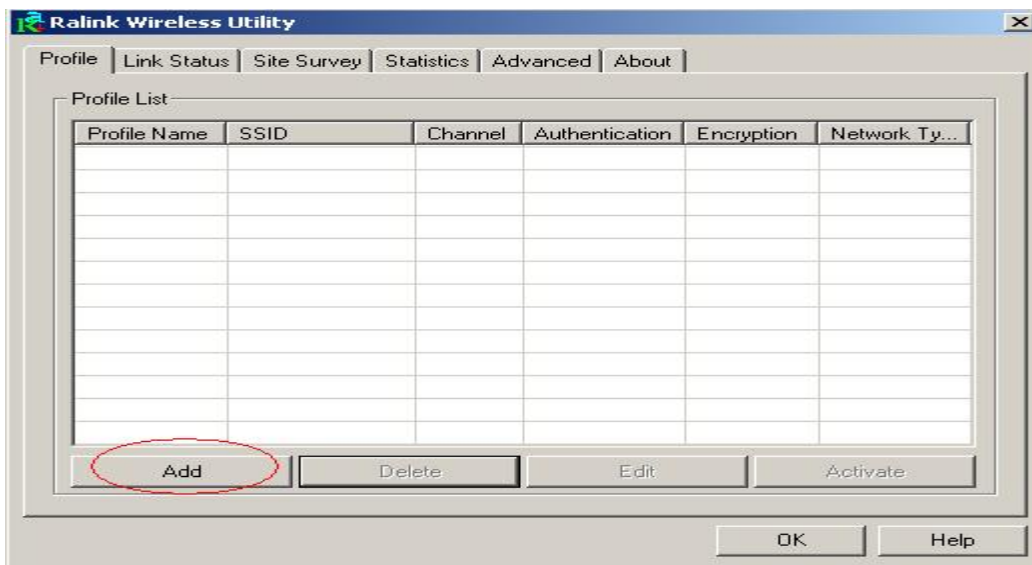 Ralink Wireless Utility
Profile Link Status Site Survey Statistics Advanced About
Profile List
Profile Name SSID Channel Authentication Encryption Network Ty...
Add Delete Edit Activate
OK Help